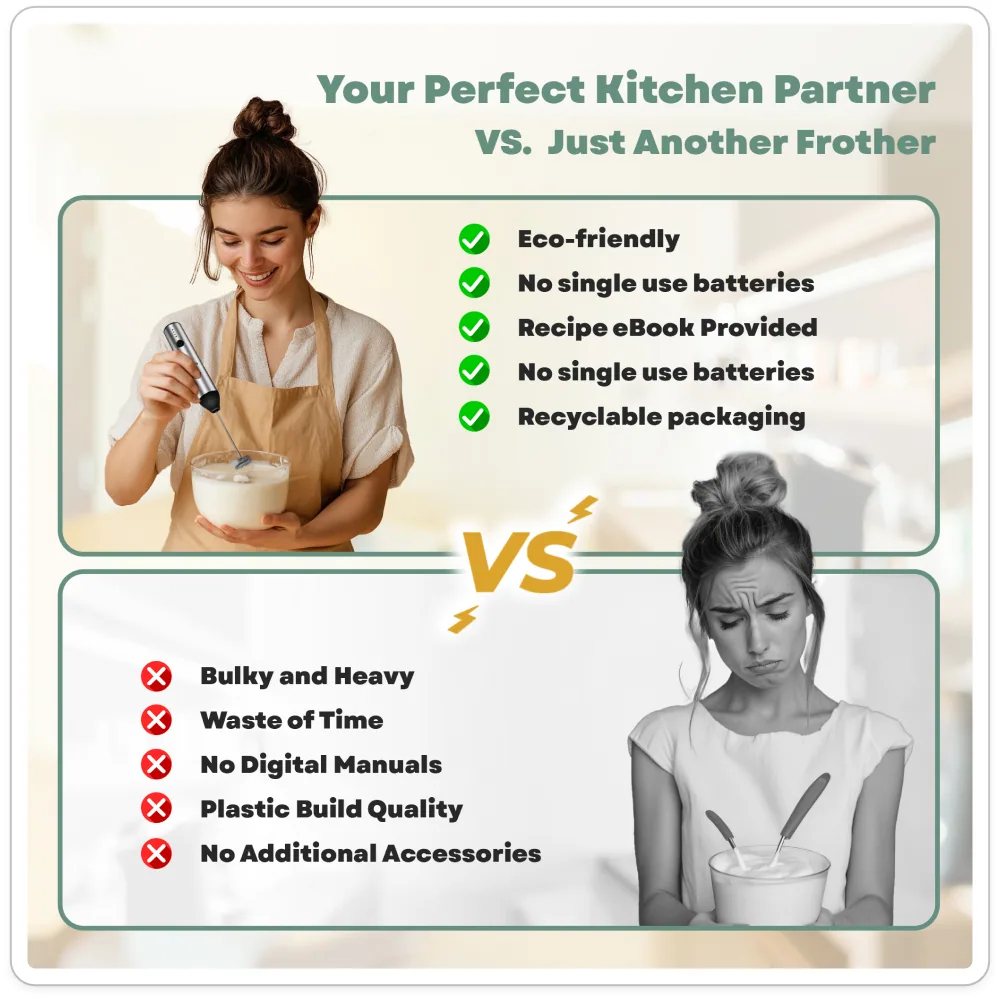 Your Perfect Kitchen Partner
VS. Just Another Frother
Eco-friendly
No single use batteries
Recipe eBook Provided
No single use batteries
Recyclable packaging
VS
Bulky and Heavy
Waste of Time
No Digital Manuals
Plastic Build Quality
No Additional Accessories